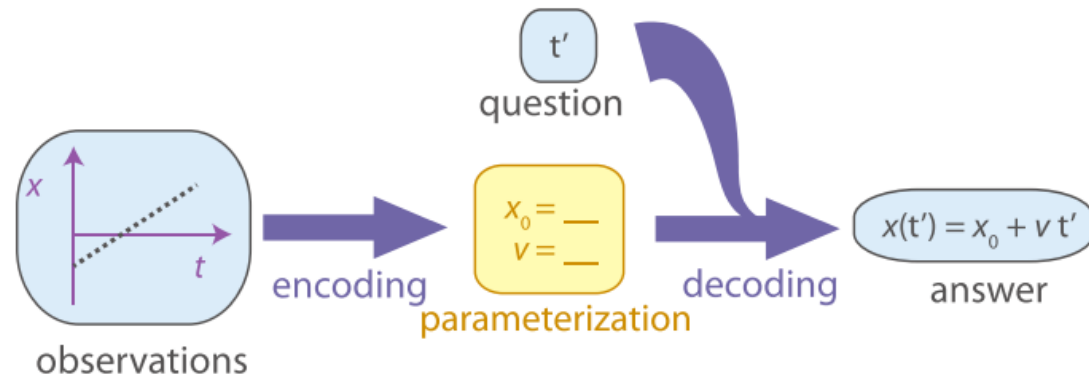 t′
question
x
t
observations
encoding
x₀ = __
v = __
parameterization
decoding
x(t′) = x₀ + v t′
answer